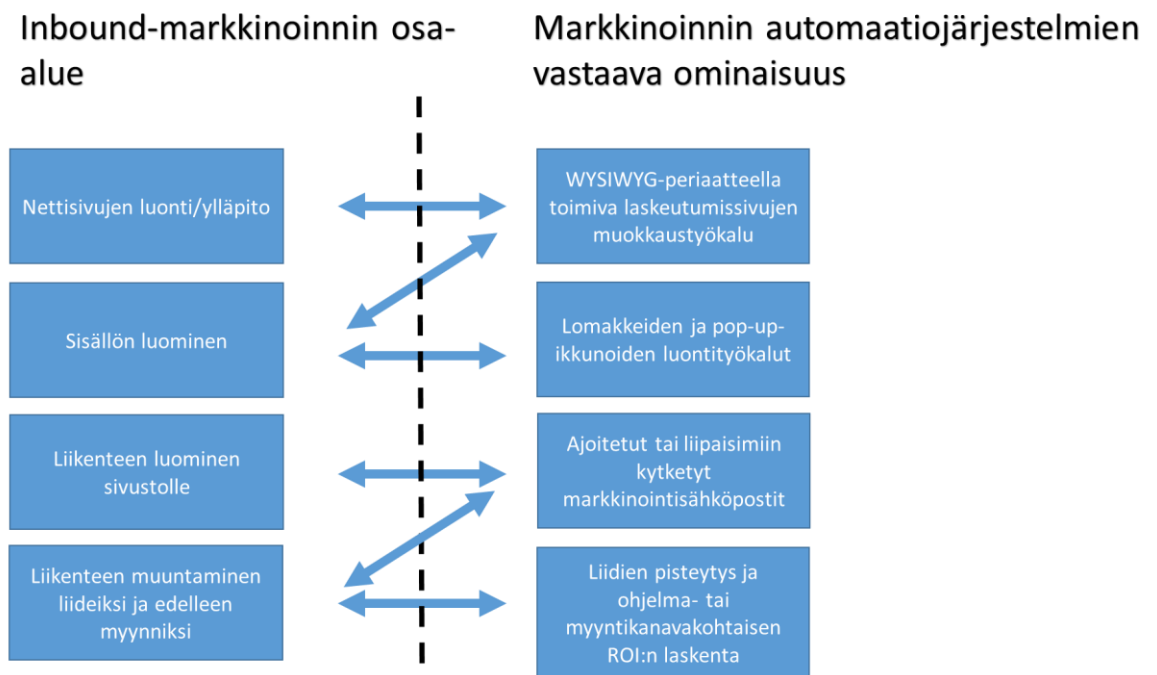 Inbound-markkinoinnin osa-
alue
Markkinoinnin automaatiojärjestelmien
vastaava ominaisuus
Nettisivujen luonti/ylläpito
WYSIWYG-periaatteella
toimiva laskeutumissivujen
muokkaustyökalu
Sisällön luominen
Lomakkeiden ja pop-up-
ikkunoiden luontityökalut
Liikenteen luominen
sivustolle
Ajoitetut tai liipaisimiin
kytketyt
markkinointisähköpostit
Liikenteen muuntaminen
liideiksi ja edelleen
myynniksi
Liidien pisteytys ja
ohjelma- tai
myyntikanavakohtaisen
ROI:n laskenta